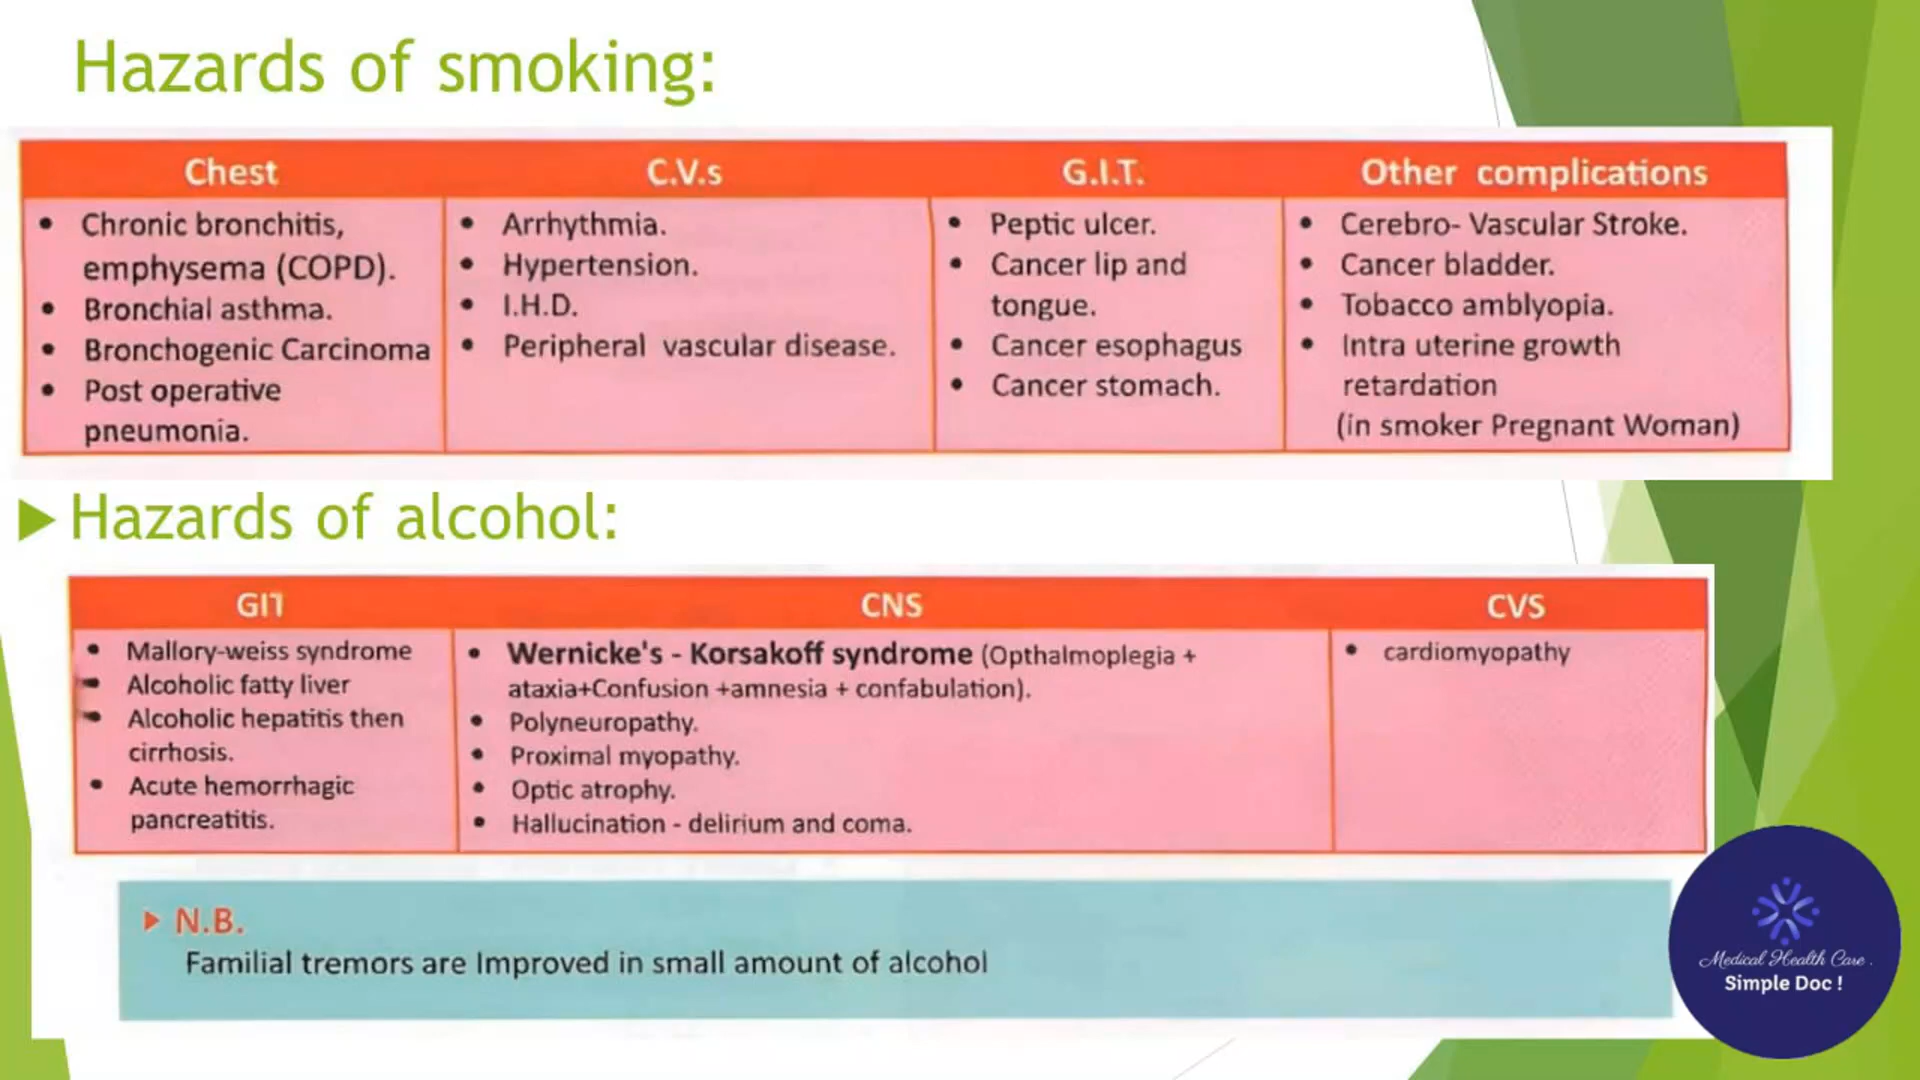 Hazards of smoking:
Chest
C.V.s
G.I.T.
Other complications
• Chronic bronchitis,
emphysema (COPD).
• Bronchial asthma.
• Bronchogenic Carcinoma
• Post operative
pneumonia.
• Arrhythmia.
• Hypertension.
• I.H.D.
• Peripheral vascular disease.
• Peptic ulcer.
• Cancer lip and
tongue.
• Cancer esophagus
• Cancer stomach.
• Cerebro- Vascular Stroke.
• Cancer bladder.
• Tobacco amblyopia.
• Intra uterine growth
retardation
(in smoker Pregnant Woman)
Hazards of alcohol:
GIT
CNS
CVS
• Mallory-weiss syndrome
• Alcoholic fatty liver
• Alcoholic hepatitis then
cirrhosis.
• Acute hemorrhagic
pancreatitis.
• Wernicke's - Korsakoff syndrome (Opthalmoplegia +
ataxia+Confusion +amnesia + confabulation).
• Polyneuropathy.
• Proximal myopathy.
• Optic atrophy.
• Hallucination - delirium and coma.
• cardiomyopathy
N.B.
Familial tremors are Improved in small amount of alcohol
Medical Health Care .
Simple Doc !